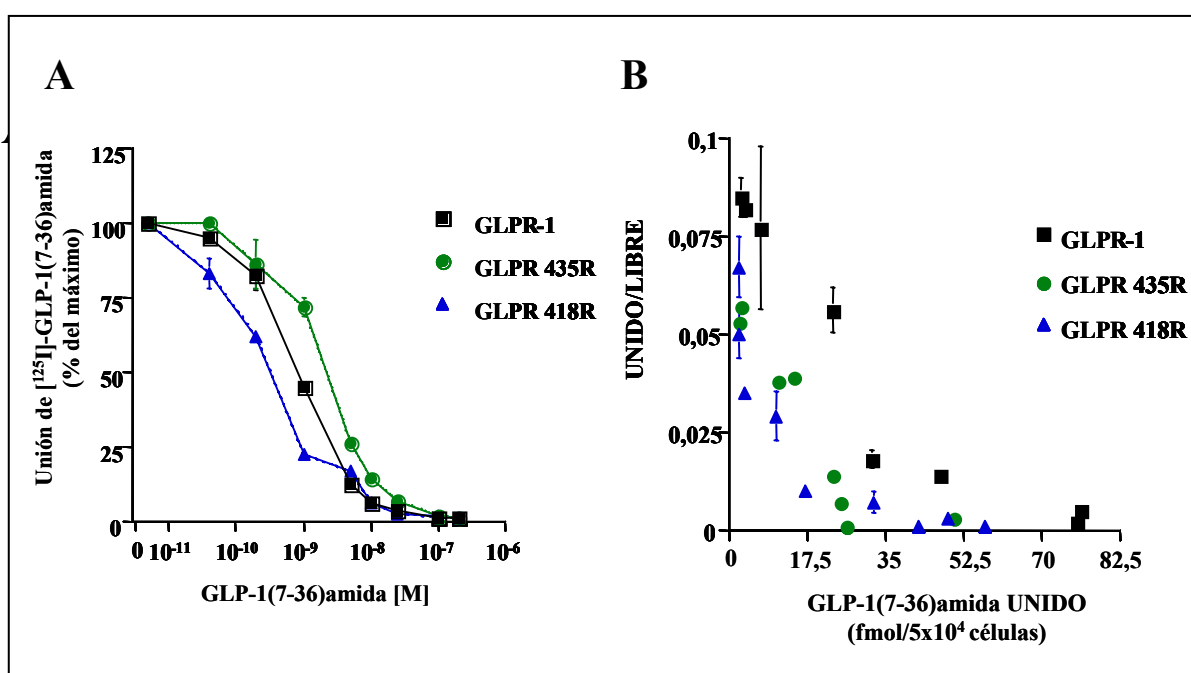 A
B
Unión de [¹²⁵I]-GLP-1(7-36)amida
(% del máximo)
125
100
75
50
25
0
0 10⁻¹¹ 10⁻¹⁰ 10⁻⁹ 10⁻⁸ 10⁻⁷ 10⁻⁶
GLP-1(7-36)amida [M]
GLPR-1
GLPR 435R
GLPR 418R
UNIDO/LIBRE
0,1
0,075
0,05
0,025
0
0 17,5 35 52,5 70 82,5
GLP-1(7-36)amida UNIDO
(fmol/5x10⁴ células)
GLPR-1
GLPR 435R
GLPR 418R